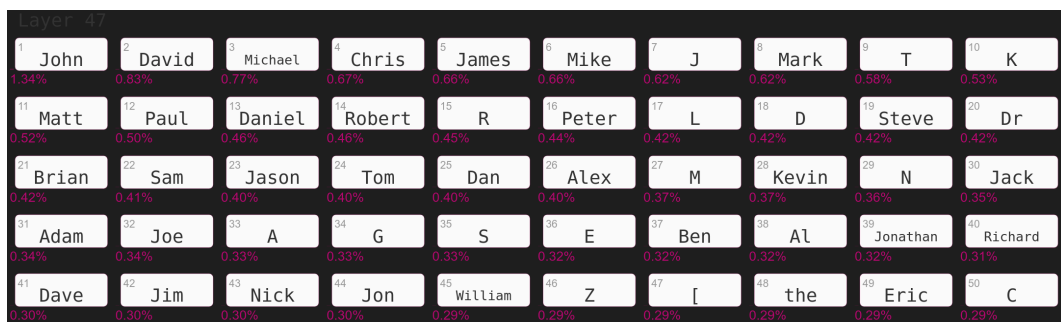 Layer 47
1 2 3 4 5 6 7 8 9 10
John David Michael Chris James Mike J Mark T K
1.34% 0.83% 0.77% 0.67% 0.66% 0.66% 0.62% 0.62% 0.58% 0.53%
11 12 13 14 15 16 17 18 19 20
Matt Paul Daniel Robert R Peter L D Steve Dr
0.52% 0.50% 0.46% 0.46% 0.45% 0.44% 0.42% 0.42% 0.42% 0.42%
21 22 23 24 25 26 27 28 29 30
Brian Sam Jason Tom Dan Alex M Kevin N Jack
0.42% 0.41% 0.40% 0.40% 0.40% 0.40% 0.37% 0.37% 0.36% 0.35%
31 32 33 34 35 36 37 38 39 40
Adam Joe A G S E Ben Al Jonathan Richard
0.34% 0.34% 0.33% 0.33% 0.33% 0.32% 0.32% 0.32% 0.32% 0.31%
41 42 43 44 45 46 47 48 49 50
Dave Jim Nick Jon William Z [ the Eric C
0.30% 0.30% 0.30% 0.30% 0.29% 0.29% 0.29% 0.29% 0.29% 0.29%